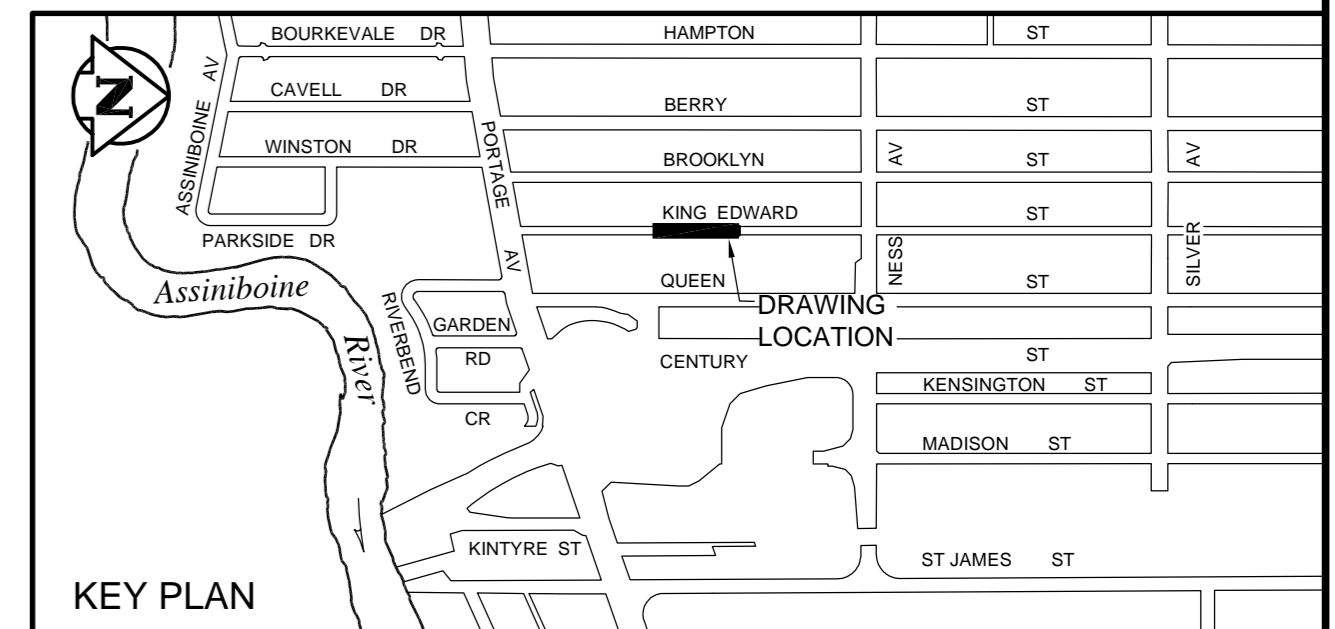 BOURKEVALE DR
HAMPTON ST
N
ASSINIBOINE AV
CAVELL DR
BERRY ST
WINSTON DR
PORTAGE AV
BROOKLYN ST
NESS AV
SILVER AV
KING EDWARD ST
PARKSIDE DR
QUEEN ST
Assiniboine River
DRAWING
LOCATION
RIVERBEND CR
GARDEN
RD
CENTURY ST
KENSINGTON ST
MADISON ST
KINTYRE ST
ST JAMES ST
KEY PLAN